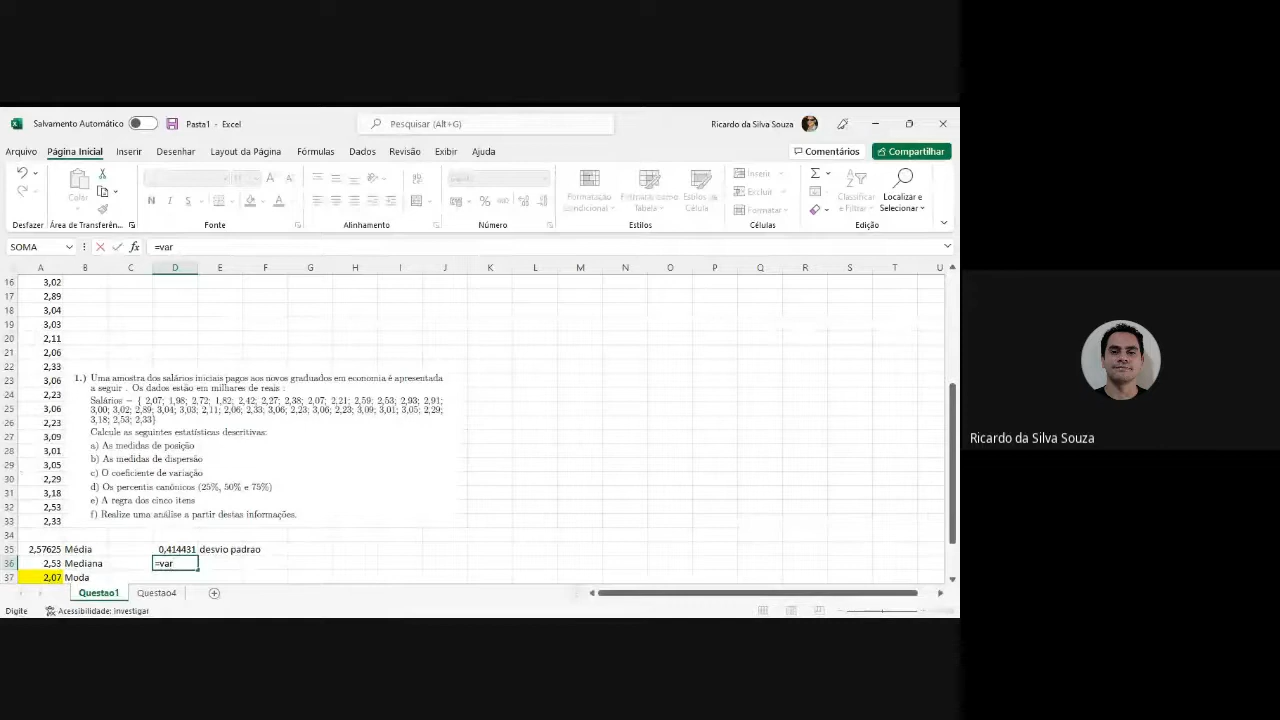 Salvamento Automático
Pasta1 - Excel
Pesquisar (Alt+G)
Ricardo da Silva Souza
Arquivo Página Inicial Inserir Desenhar Layout da Página Fórmulas Dados Revisão Exibir Ajuda
Comentários Compartilhar
Colar
N I S
A A
%
Formatação Condicional
Formatar como Tabela
Estilos de Célula
Inserir
Excluir
Formatar
Classificar e Filtrar
Localizar e Selecionar
Desfazer Área de Transferên... Fonte Alinhamento Número Estilos Células Edição
SOMA fx =var
A B C D E F G H I J K L M N O P Q R S T U
16 3,02
17 2,89
18 3,04
19 3,03
20 2,11
21 2,06
22 2,33
23 3,06
24 2,23
25 3,06
26 2,23
27 3,09
28 3,01
29 3,05
30 2,29
31 3,18
32 2,53
33 2,33
34
1.) Uma amostra dos salários iniciais pagos aos novos graduados em economia é apresentada
a seguir . Os dados estão em milhares de reais :
Salários = { 2,07; 1,98; 2,72; 1,82; 2,42; 2,27; 2,38; 2,07; 2,21; 2,59; 2,53; 2,93; 2,91;
3,00; 3,02; 2,89; 3,04; 3,03; 2,11; 2,06; 2,33; 3,06; 2,23; 3,06; 2,23; 3,09; 3,01; 3,05; 2,29;
3,18; 2,53; 2,33}
Calcule as seguintes estatísticas descritivas:
a) As medidas de posição
b) As medidas de dispersão
c) O coeficiente de variação
d) Os percentis canônicos (25%, 50% e 75%)
e) A regra dos cinco itens
f) Realize uma análise a partir destas informações.
35 2,57625 Média 0,414431 desvio padrao
36 2,53 Mediana =var
37 2,07 Moda
Questao1 Questao4
Digite Acessibilidade: investigar
Ricardo da Silva Souza